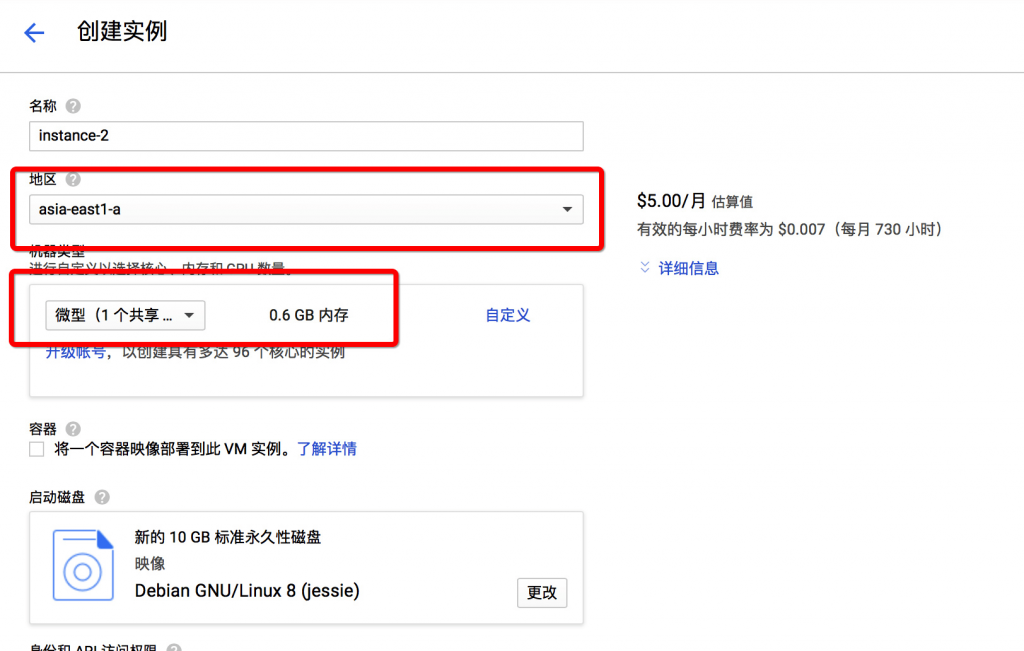 创建实例
名称
instance-2
地区
asia-east1-a
$5.00/月 估算值
有效的每小时费率为 $0.007（每月 730 小时）
详细信息
机器类型
进行自定义以选择核心、内存和 GPU 数量。
微型（1 个共享 ... 0.6 GB 内存 自定义
升级账号，以创建具有多达 96 个核心的实例
容器
将一个容器映像部署到此 VM 实例。了解详情
启动磁盘
新的 10 GB 标准永久性磁盘
映像
Debian GNU/Linux 8 (jessie)
更改
身份和 API 访问权限